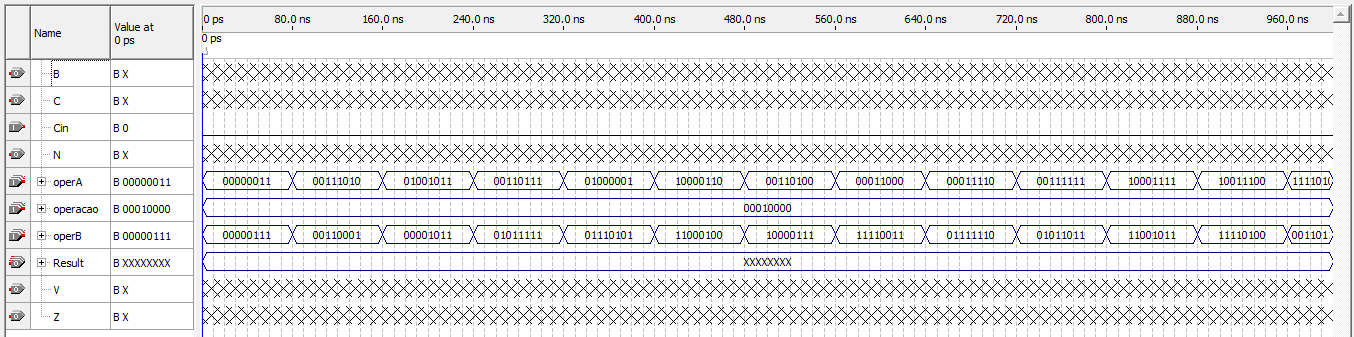 Name
Value at
0 ps
0 ps 80.0 ns 160.0 ns 240.0 ns 320.0 ns 400.0 ns 480.0 ns 560.0 ns 640.0 ns 720.0 ns 800.0 ns 880.0 ns 960.0 ns
0 ps
B B X
C B X
Cin B 0
N B X
operA B 00000011 00000011 00111010 01001011 00110111 01000001 10000110 00110100 00011000 00011110 00111111 10001111 10011100 111101
operacao B 00010000 00010000
operB B 00000111 00000111 00110001 00001011 01011111 01110101 11000100 10000111 11110011 01111110 01011011 11001011 11110100 001101
Result B XXXXXXXX XXXXXXXX
V B X
Z B X